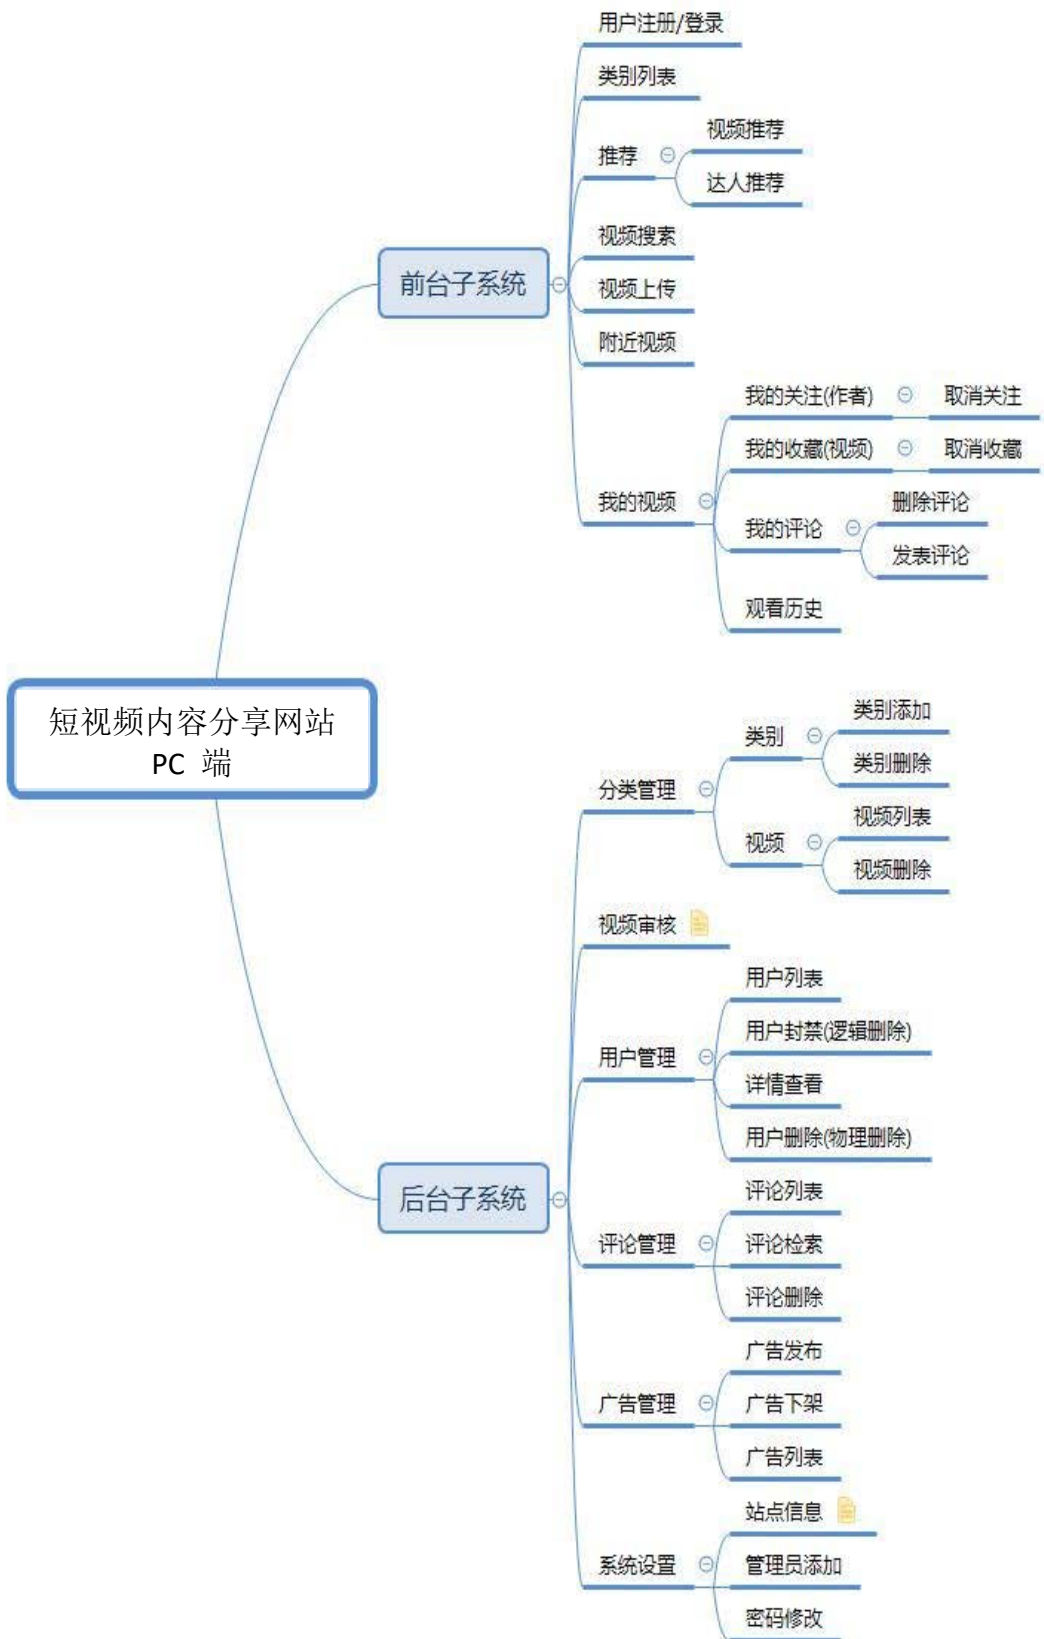 用户注册/登录
类别列表
推荐
视频推荐
达人推荐
视频搜索
视频上传
附近视频
前台子系统
我的视频
我的关注(作者)
取消关注
我的收藏(视频)
取消收藏
我的评论
删除评论
发表评论
观看历史
短视频内容分享网站
PC 端
后台子系统
分类管理
类别
类别添加
类别删除
视频
视频列表
视频删除
视频审核
用户管理
用户列表
用户封禁(逻辑删除)
详情查看
用户删除(物理删除)
评论管理
评论列表
评论检索
评论删除
广告管理
广告发布
广告下架
广告列表
系统设置
站点信息
管理员添加
密码修改